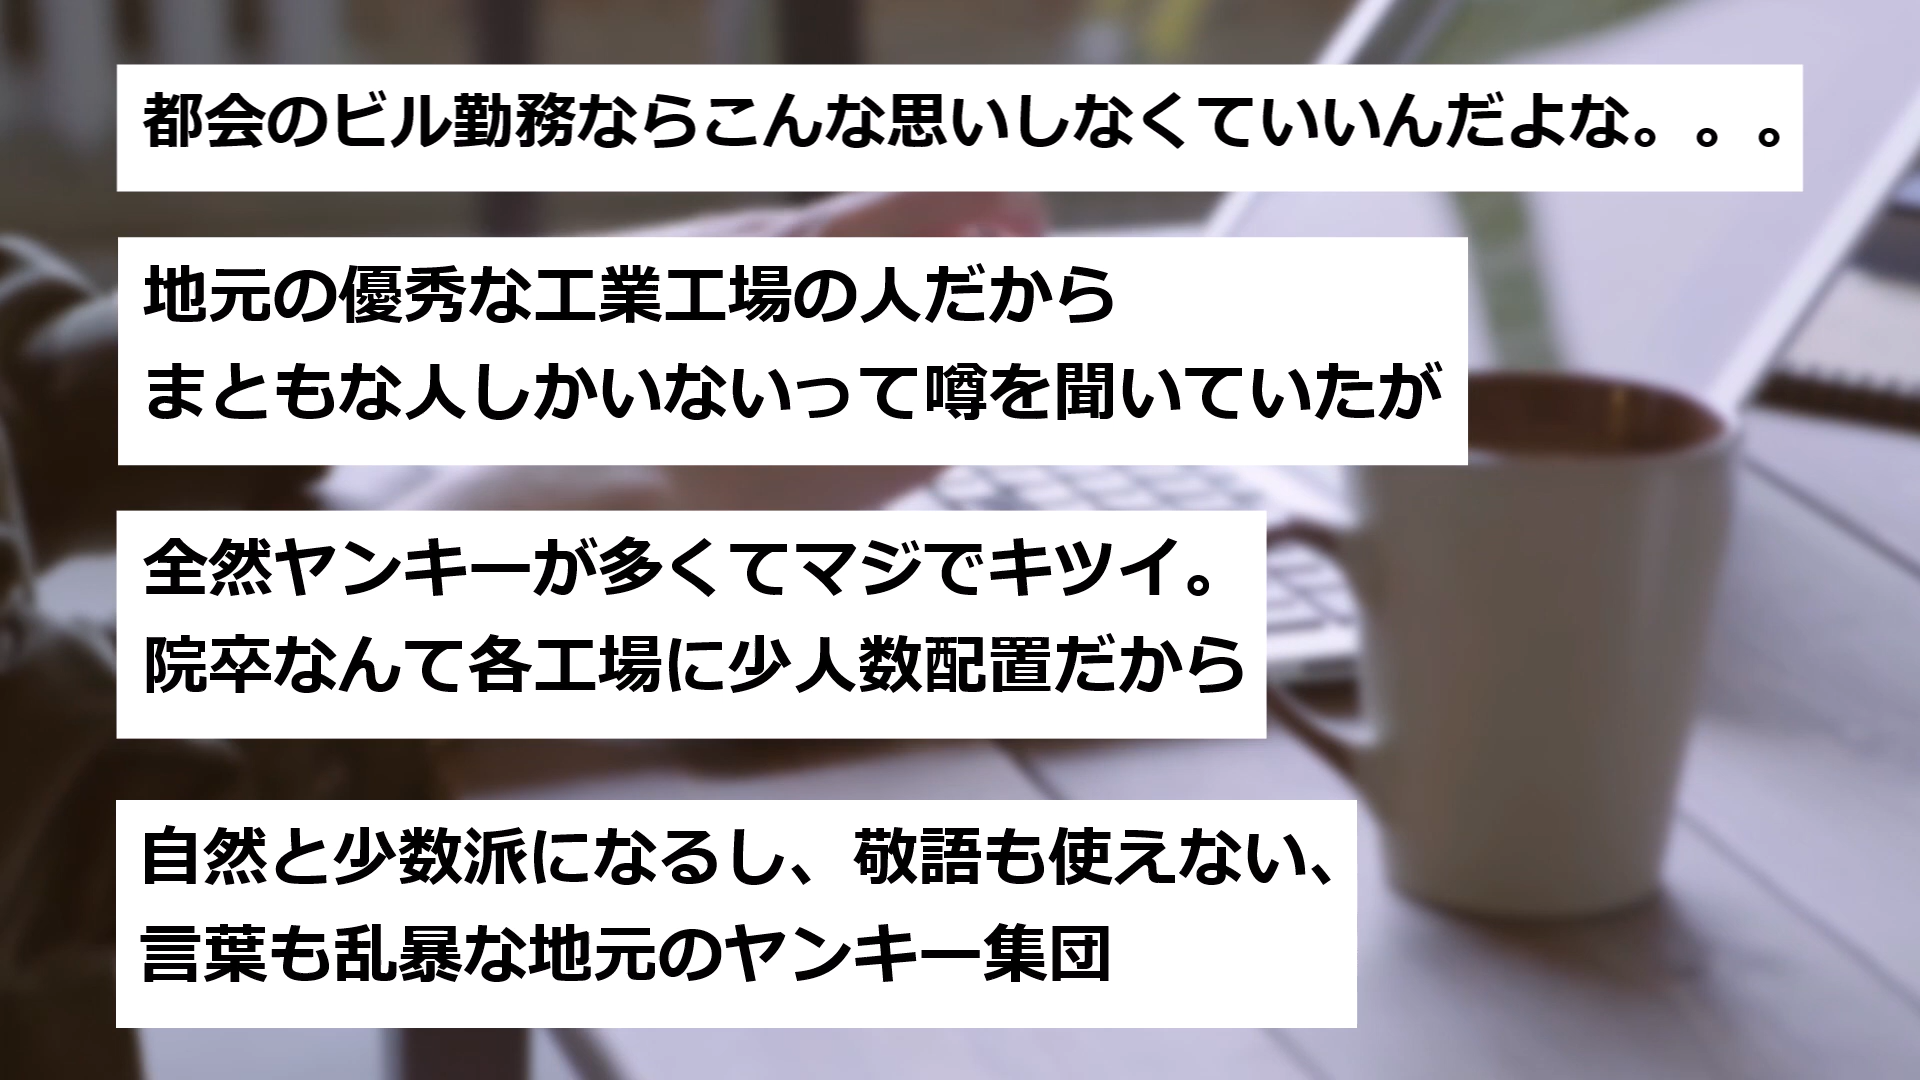 都会のビル勤務ならこんな思いしなくていいんだよな。。。
地元の優秀な工業工場の人だから
まともな人しかいないって噂を聞いていたが
全然ヤンキーが多くてマジでキツイ。
院卒なんて各工場に少人数配置だから
自然と少数派になるし、敬語も使えない、
言葉も乱暴な地元のヤンキー集団